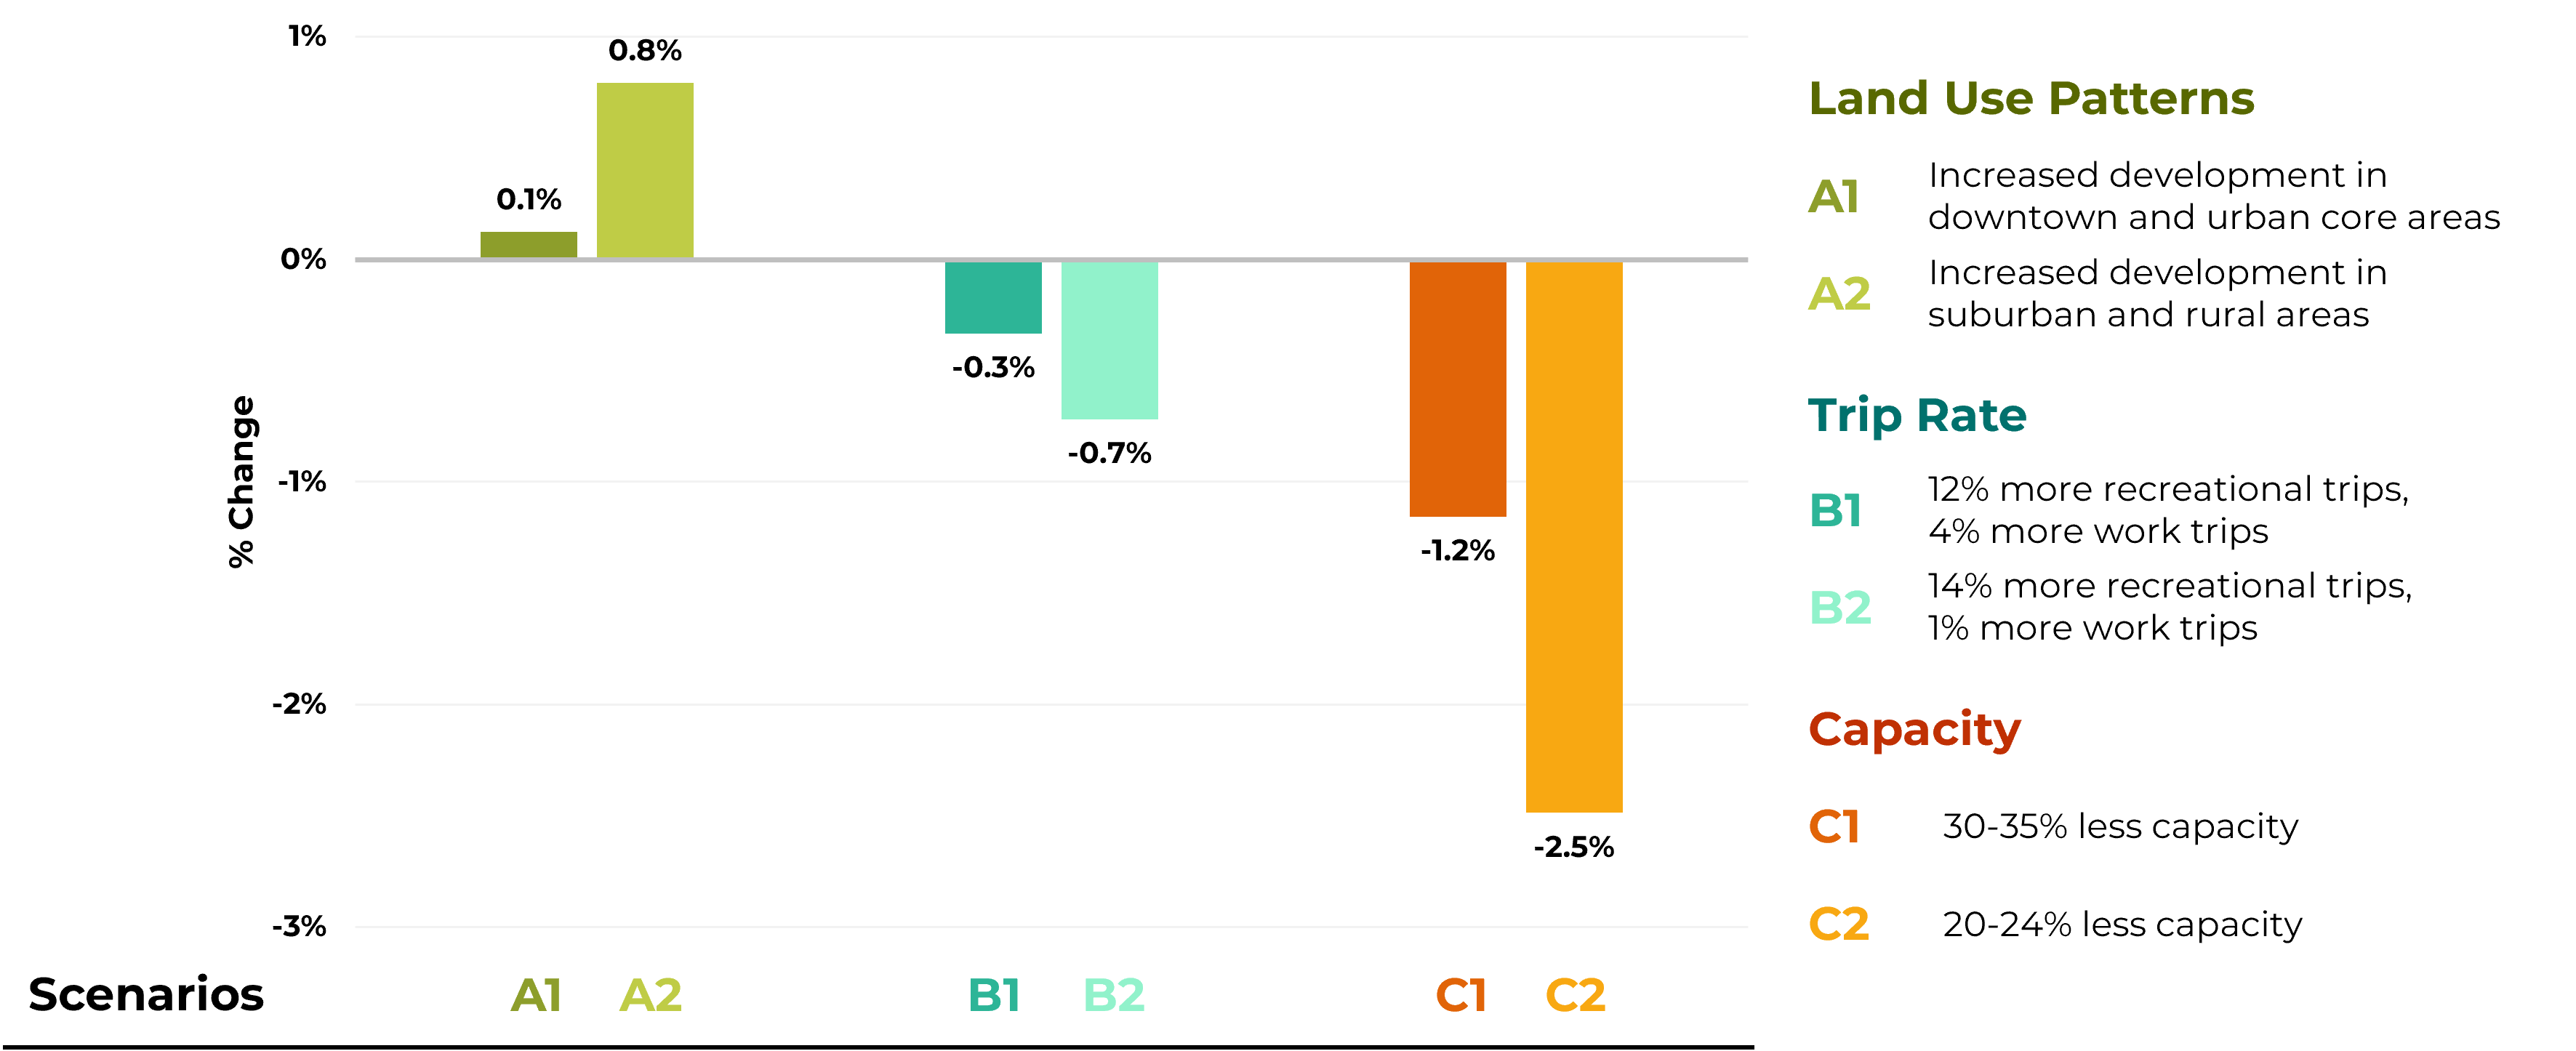 1%
0%
-1%
-2%
-3%
% Change
0.1%
0.8%
-0.3%
-0.7%
-1.2%
-2.5%
Scenarios
A1
A2
B1
B2
C1
C2
Land Use Patterns
A1
Increased development in
downtown and urban core areas
A2
Increased development in
suburban and rural areas
Trip Rate
B1
12% more recreational trips,
4% more work trips
B2
14% more recreational trips,
1% more work trips
Capacity
C1
30-35% less capacity
C2
20-24% less capacity